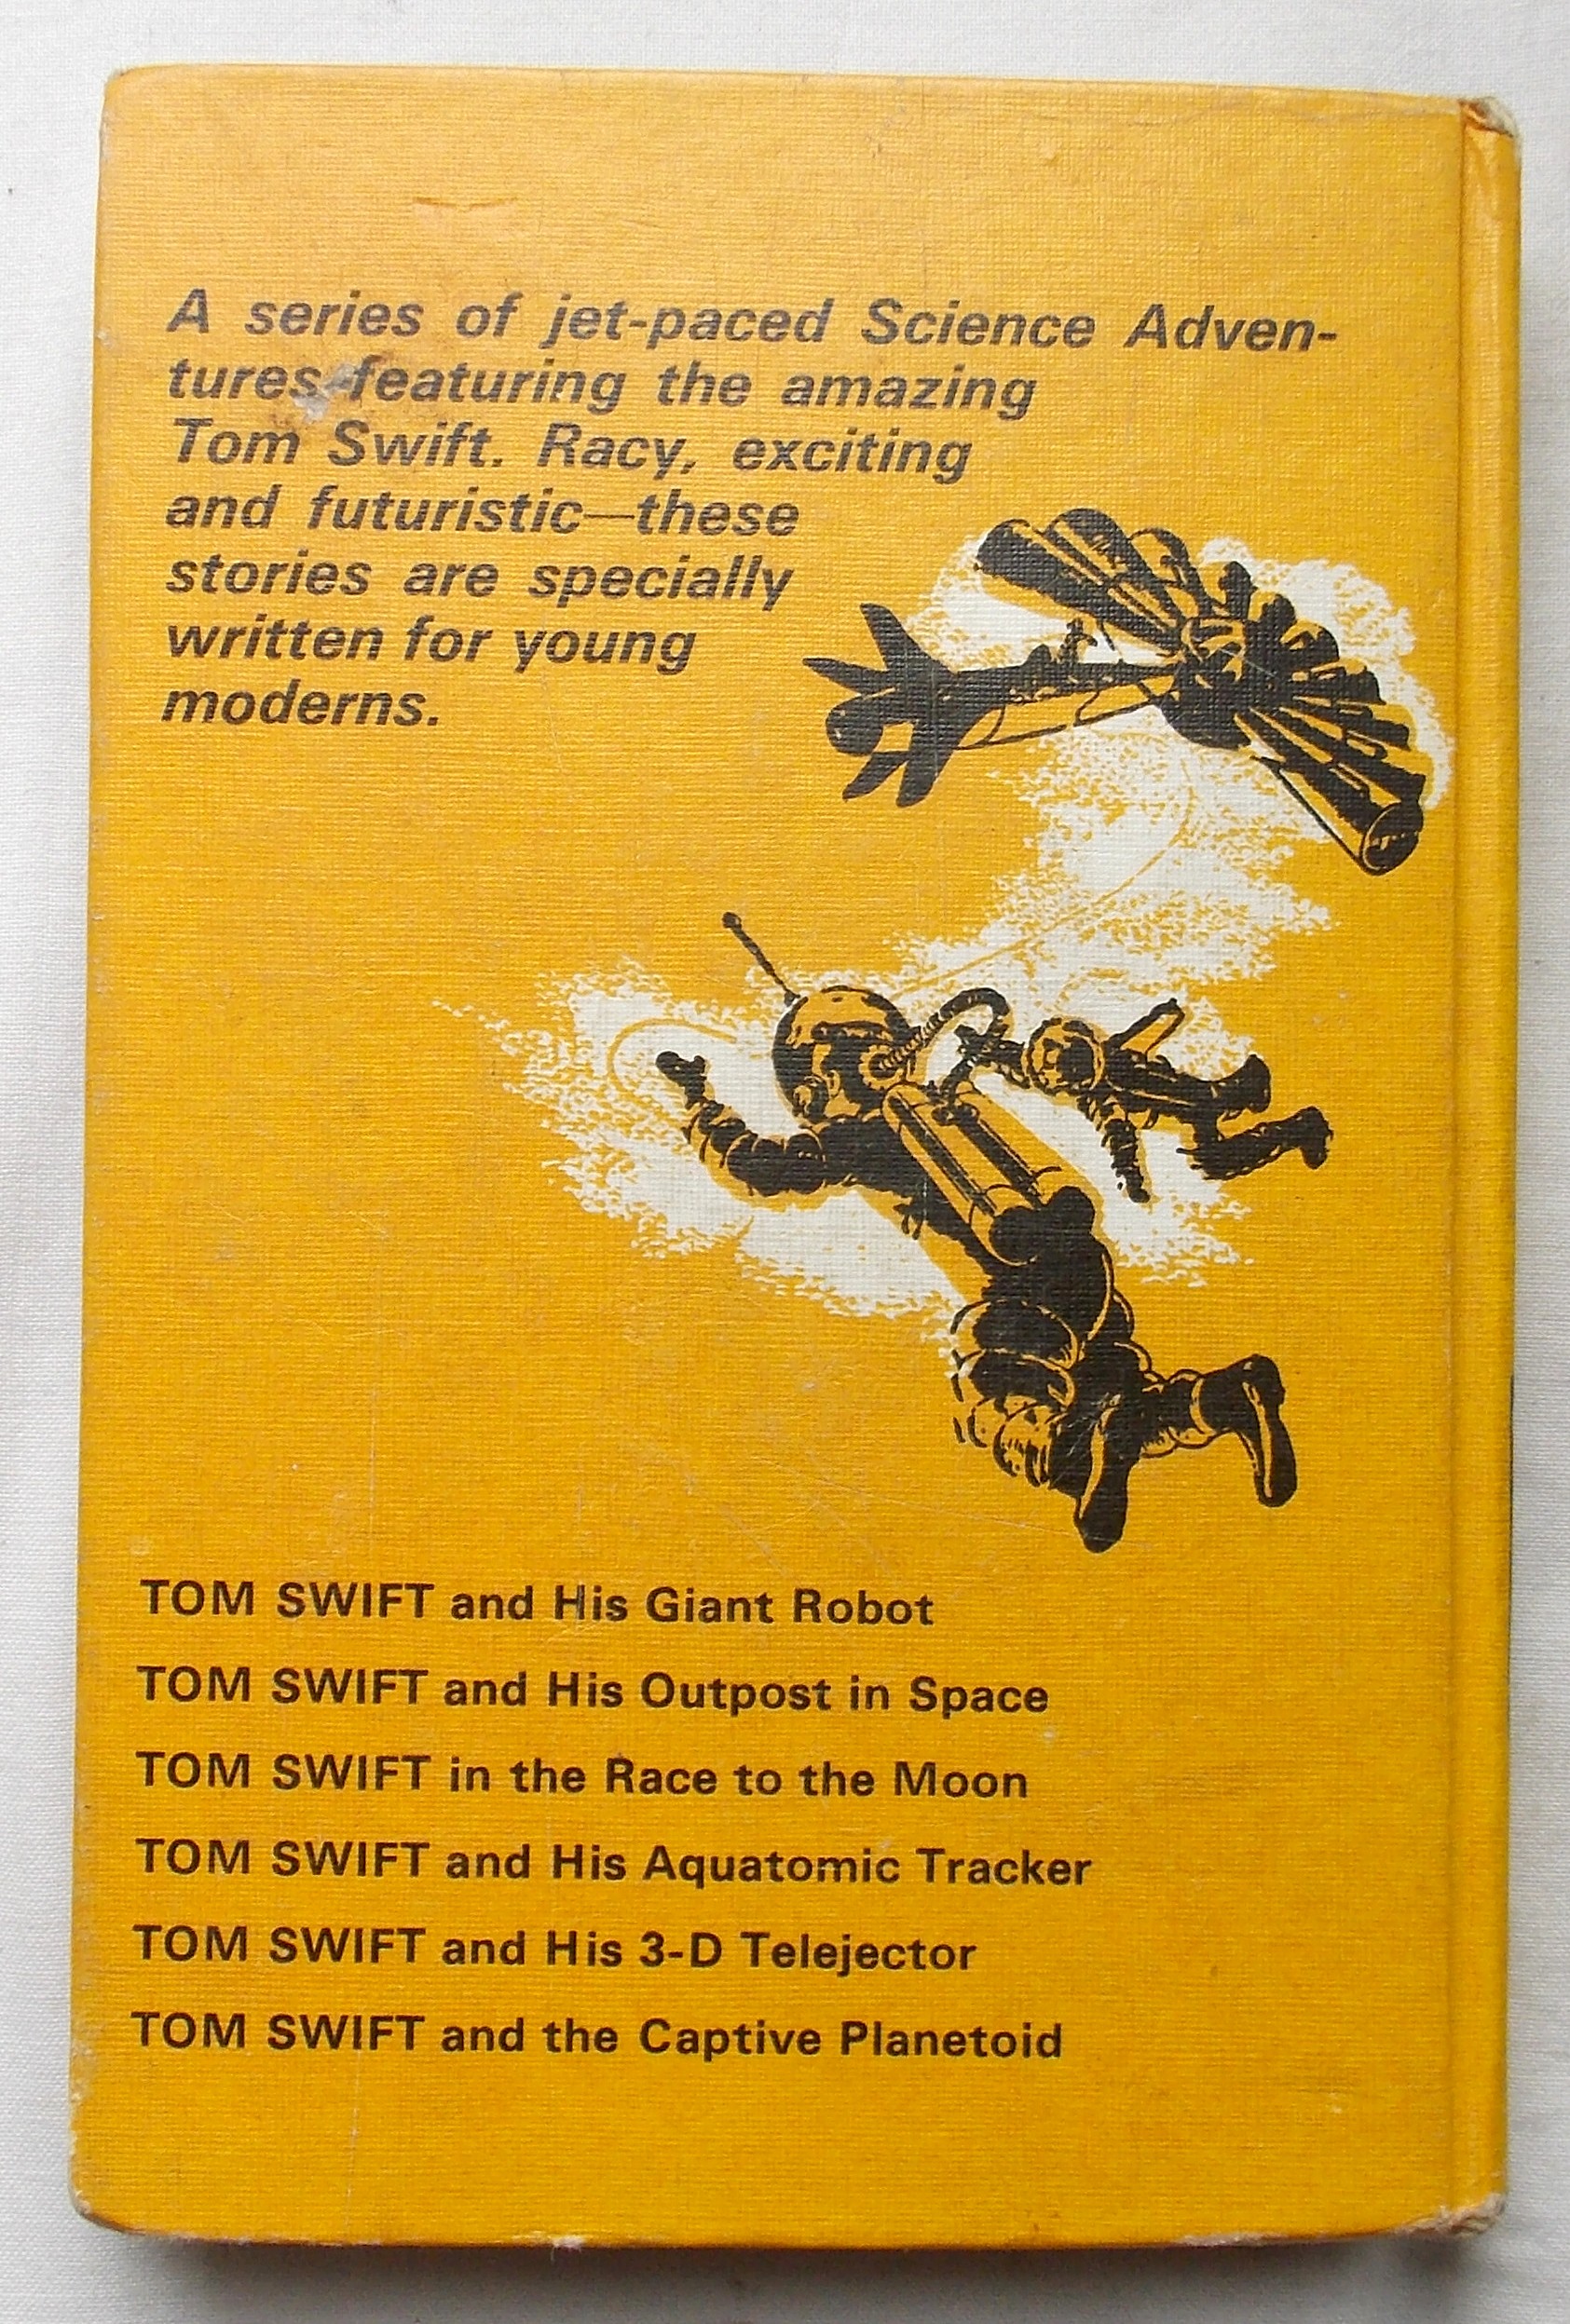 A series of jet-paced Science Adven-
tures featuring the amazing
Tom Swift. Racy, exciting
and futuristic—these
stories are specially
written for young
moderns.
TOM SWIFT and His Giant Robot
TOM SWIFT and His Outpost in Space
TOM SWIFT in the Race to the Moon
TOM SWIFT and His Aquatomic Tracker
TOM SWIFT and His 3-D Telejector
TOM SWIFT and the Captive Planetoid